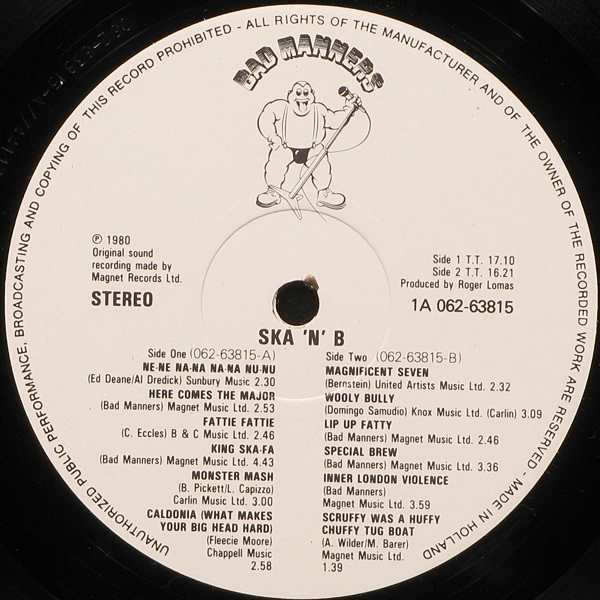 UNAUTHORIZED PUBLIC PERFORMANCE, BROADCASTING AND COPYING OF THIS RECORD PROHIBITED - ALL RIGHTS OF THE MANUFACTURER AND OF THE OWNER OF THE RECORDED WORK ARE RESERVED - MADE IN HOLLAND
BAD MANNERS
℗ 1980
Original sound
recording made by
Magnet Records Ltd.
STEREO
Side 1 T.T. 17.10
Side 2 T.T. 16.21
Produced by Roger Lomas
1A 062-63815
SKA 'N' B
Side One (062-63815-A)
NE-NE NA-NA NA-NA NU-NU
(Ed Deane/Al Dredick) Sunbury Music 2.30
HERE COMES THE MAJOR
(Bad Manners) Magnet Music Ltd. 2.53
FATTIE FATTIE
(C. Eccles) B & C Music Ltd. 2.46
KING SKA-FA
(Bad Manners) Magnet Music Ltd. 4.43
MONSTER MASH
(B. Pickett/L. Capizzo)
Carlin Music Ltd. 3.00
CALDONIA (WHAT MAKES
YOUR BIG HEAD HARD)
(Fleecie Moore)
Chappell Music
2.58
Side Two (062-63815-B)
MAGNIFICENT SEVEN
(Bernstein) United Artists Music Ltd. 2.32
WOOLY BULLY
(Domingo Samudio) Knox Music Ltd. (Carlin) 3.09
LIP UP FATTY
(Bad Manners) Magnet Music Ltd. 2.46
SPECIAL BREW
(Bad Manners) Magnet Music Ltd. 3.36
INNER LONDON VIOLENCE
(Bad Manners)
Magnet Music Ltd. 3.59
SCRUFFY WAS A HUFFY
CHUFFY TUG BOAT
(A. Wilder/M. Barer)
Magnet Music Ltd.
1.39